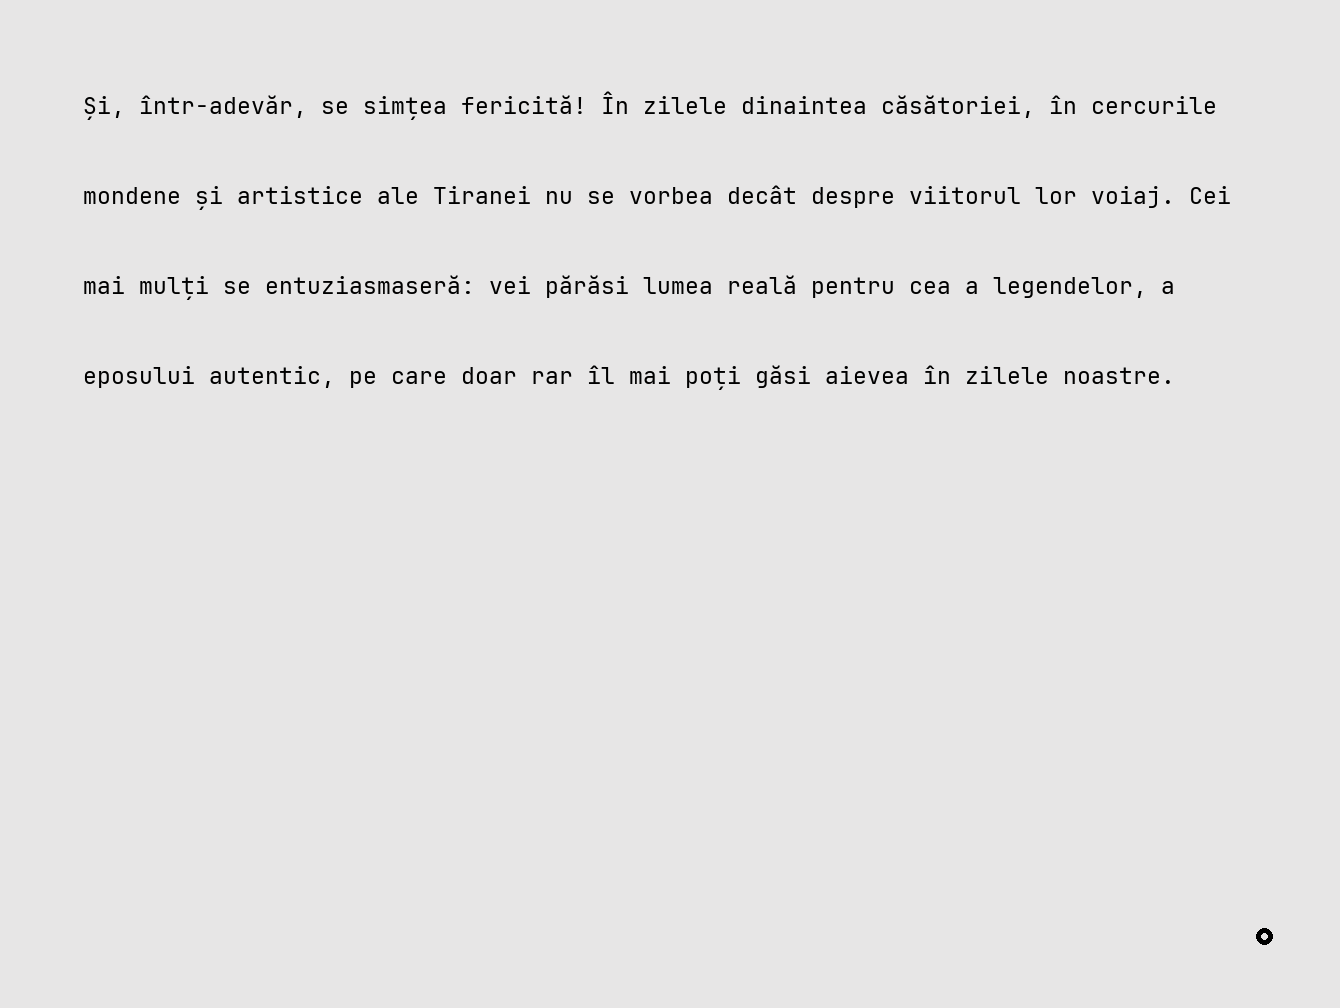 Și, într-adevăr, se simțea fericită! În zilele dinaintea căsătoriei, în cercurile
mondene și artistice ale Tiranei nu se vorbea decât despre viitorul lor voiaj. Cei
mai mulți se entuziasmaseră: vei părăsi lumea reală pentru cea a legendelor, a
eposului autentic, pe care doar rar îl mai poți găsi aievea în zilele noastre.